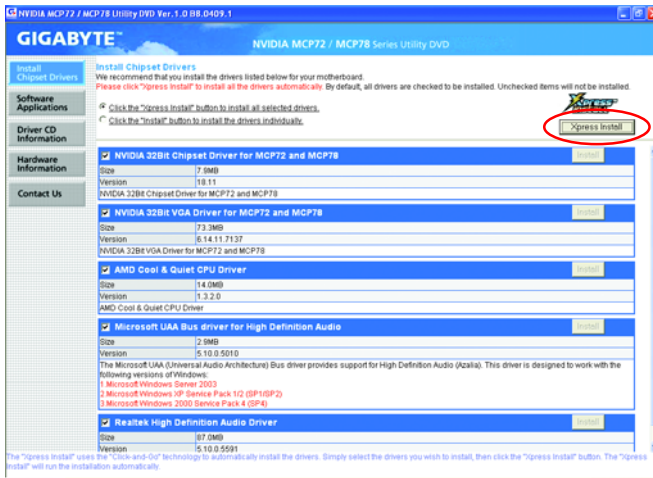 NVIDIA MCP72 / MCP78 Utility DVD Ver.1.0 B8.0409.1
GIGABYTE™
NVIDIA MCP72 / MCP78 Series Utility DVD
Install
Chipset Drivers
Software
Applications
Driver CD
Information
Hardware
Information
Contact Us
Install Chipset Drivers
We recommend that you install the drivers listed below for your motherboard.
Please click "Xpress Install" to install all the drivers automatically. By default, all drivers are checked to be installed. Unchecked items will not be installed.
Click the "Xpress Install" button to install all selected drivers.
Click the "Install" button to install the drivers individually.
Xpress
Xpress Install
NVIDIA 32Bit Chipset Driver for MCP72 and MCP78 Install
Size 7.9MB
Version 18.11
NVIDIA 32Bit Chipset Driver for MCP72 and MCP78
NVIDIA 32Bit VGA Driver for MCP72 and MCP78 Install
Size 73.3MB
Version 6.14.11.7137
NVIDIA 32Bit VGA Driver for MCP72 and MCP78
AMD Cool & Quiet CPU Driver Install
Size 14.0MB
Version 1.3.2.0
AMD Cool & Quiet CPU Driver
Microsoft UAA Bus driver for High Definition Audio Install
Size 2.9MB
Version 5.10.0.5010
The Microsoft UAA (Universal Audio Architecture) Bus driver provides support for High Definition Audio (Azalia). This driver is designed to work with the
following versions of Windows:
1.Microsoft Windows Server 2003
2.Microsoft Windows XP Service Pack 1/2 (SP1/SP2)
3.Microsoft Windows 2000 Service Pack 4 (SP4)
Realtek High Definition Audio Driver Install
Size 87.0MB
Version 5.10.0.5591
The "Xpress Install" uses the "Click-and-Go" technology to automatically install the drivers. Simply select the drivers you wish to install, then click the "Xpress Install" button. The "Xpress
Install" will run the installation automatically.